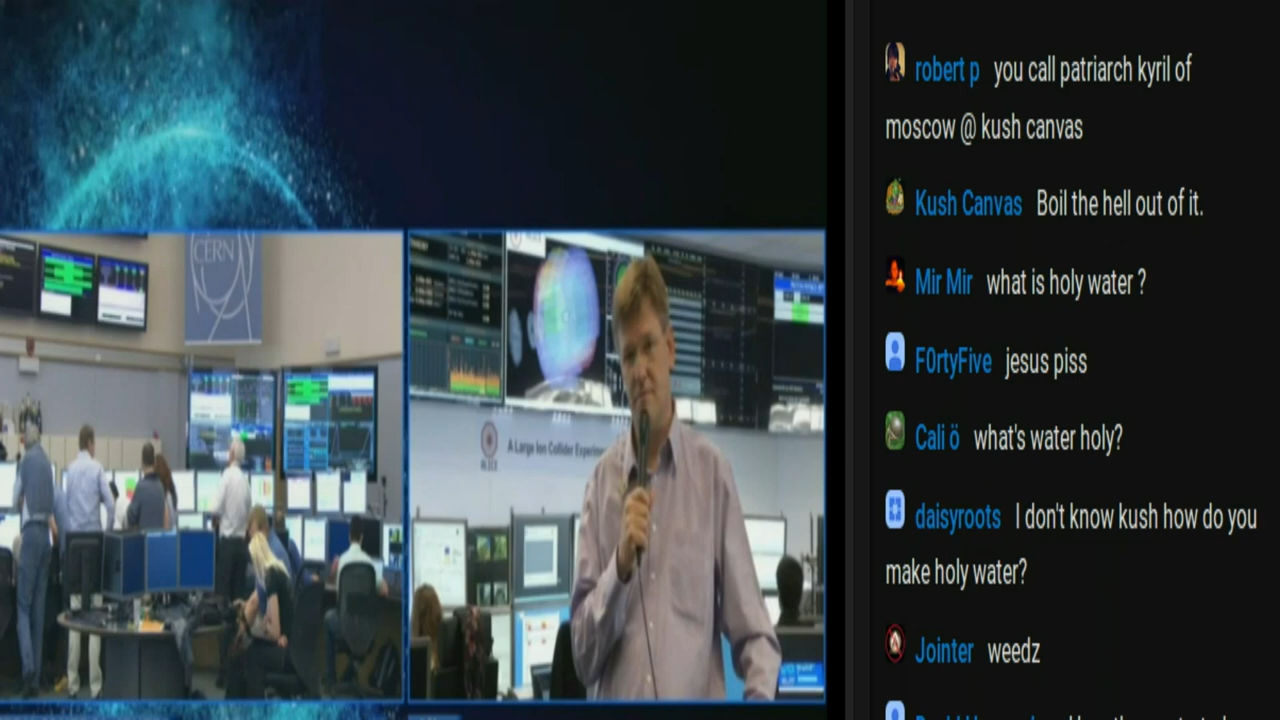 CERN
ALICE
A Large Ion Collider Experiment
robert p you call patriarch kyril of
moscow @ kush canvas
Kush Canvas Boil the hell out of it.
Mir Mir what is holy water ?
F0rtyFive jesus piss
Cali ö what's water holy?
daisyroots I don't know kush how do you
make holy water?
Jointer weedz